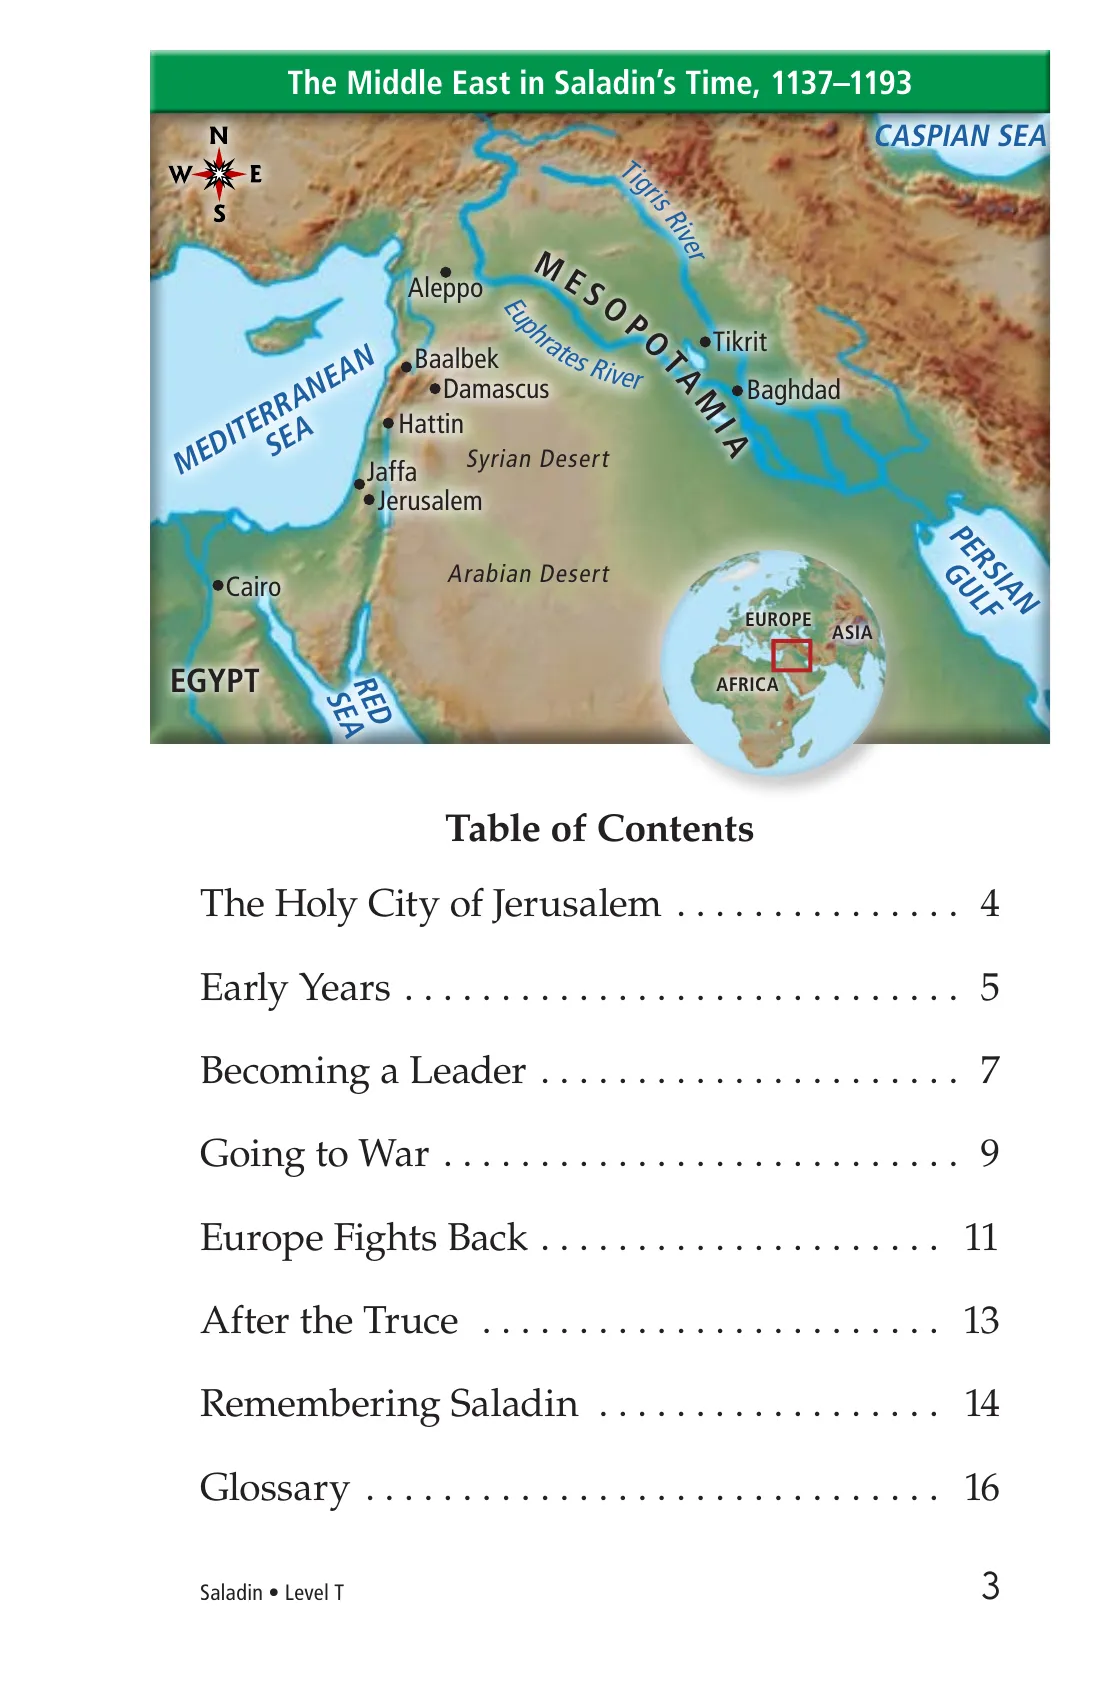 The Middle East in Saladin’s Time, 1137–1193
CASPIAN SEA
N
W E
S
Tigris River
MESOPOTAMIA
Aleppo
Euphrates River
Tikrit
Baalbek
Baghdad
Damascus
MEDITERRANEAN
SEA
Hattin
Syrian Desert
Jaffa
Jerusalem
PERSIAN
GULF
Arabian Desert
Cairo
EUROPE
ASIA
AFRICA
EGYPT
RED
SEA
Table of Contents
The Holy City of Jerusalem . . . . . . . . . . . . . . . 4
Early Years . . . . . . . . . . . . . . . . . . . . . . . . . . . . . 5
Becoming a Leader . . . . . . . . . . . . . . . . . . . . . . 7
Going to War . . . . . . . . . . . . . . . . . . . . . . . . . . . 9
Europe Fights Back . . . . . . . . . . . . . . . . . . . . . 11
After the Truce . . . . . . . . . . . . . . . . . . . . . . . . 13
Remembering Saladin . . . . . . . . . . . . . . . . . . 14
Glossary . . . . . . . . . . . . . . . . . . . . . . . . . . . . . . 16
Saladin • Level T 3